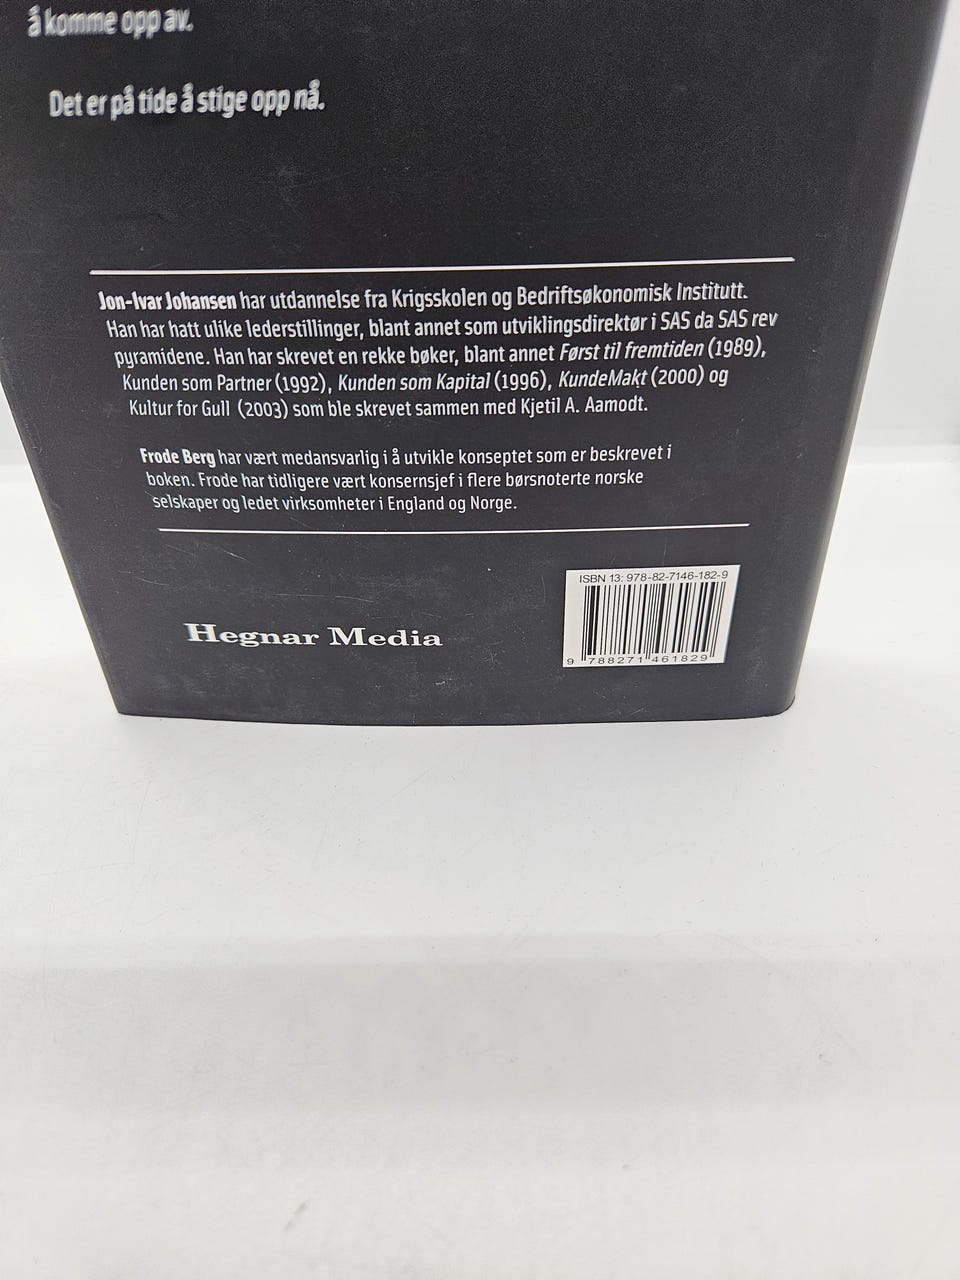 å komme opp av.
Det er på tide å stige opp nå.
Jon-Ivar Johansen har utdannelse fra Krigsskolen og Bedriftsøkonomisk Institutt.
Han har hatt ulike lederstillinger, blant annet som utviklingsdirektør i SAS da SAS rev
pyramidene. Han har skrevet en rekke bøker, blant annet Først til fremtiden (1989),
Kunden som Partner (1992), Kunden som Kapital (1996), KundeMakt (2000) og
Kultur for Gull (2003) som ble skrevet sammen med Kjetil A. Aamodt.
Frode Berg har vært medansvarlig i å utvikle konseptet som er beskrevet i
boken. Frode har tidligere vært konsernsjef i flere børsnoterte norske
selskaper og ledet virksomheter i England og Norge.
ISBN 13: 978-82-7146-182-9
Hegnar Media
9 788271 461829